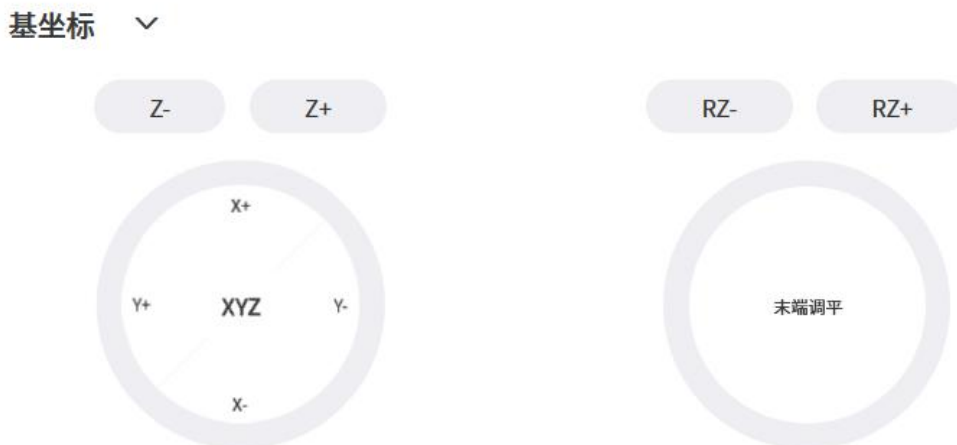 基坐标
Z- Z+ RZ- RZ+
X+
Y+ XYZ Y- 末端调平
X-